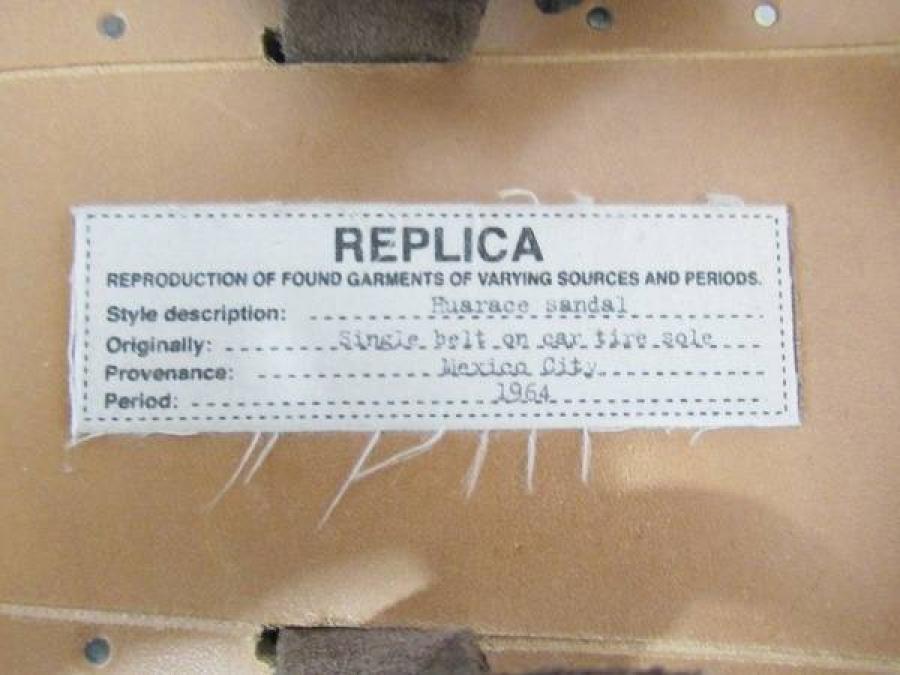 REPLICA
REPRODUCTION OF FOUND GARMENTS OF VARYING SOURCES AND PERIODS.
Style description: Huarace sandal
Originally: Single belt on car tire sole
Provenance: Mexico City
Period: 1964